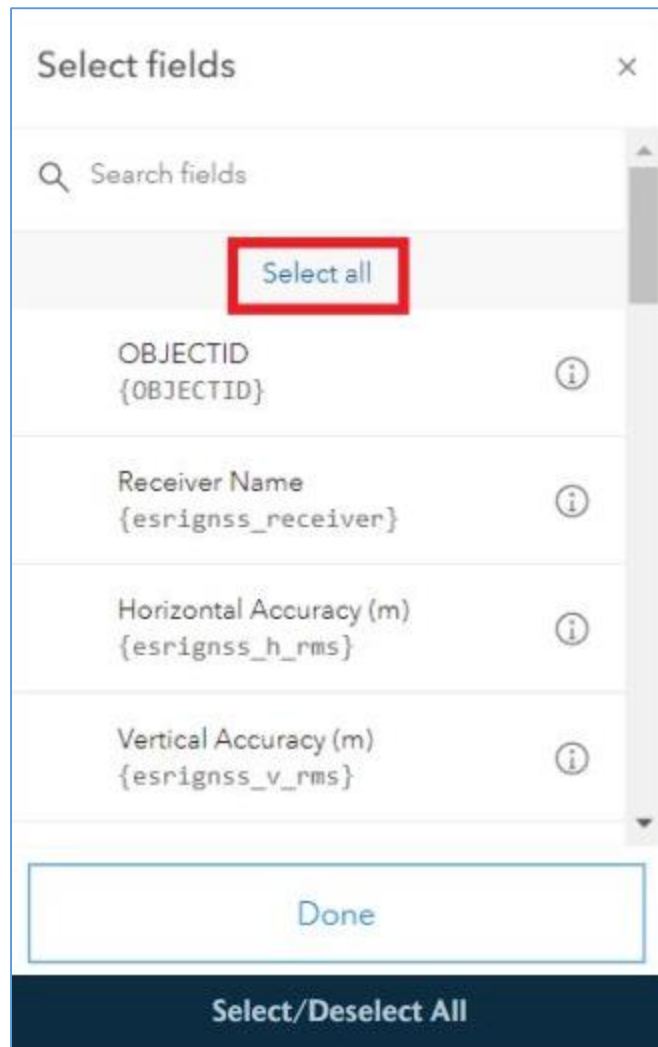 Select fields
Search fields
Select all
OBJECTID
{OBJECTID}
Receiver Name
{esrignss_receiver}
Horizontal Accuracy (m)
{esrignss_h_rms}
Vertical Accuracy (m)
{esrignss_v_rms}
Done
Select/Deselect All